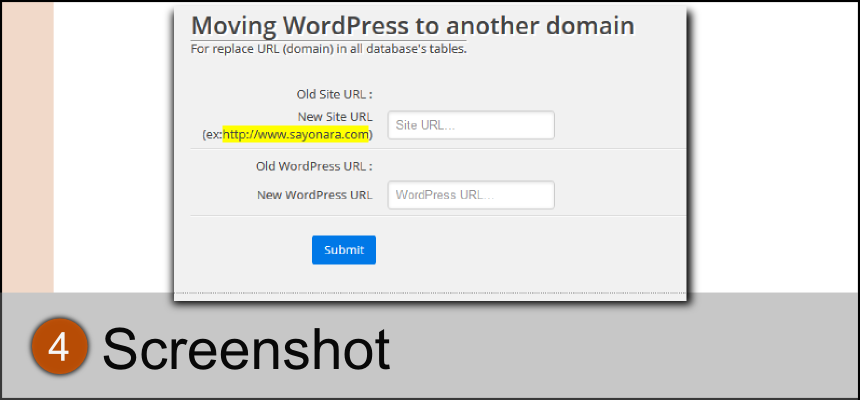 Moving WordPress to another domain
For replace URL (domain) in all database's tables.
Old Site URL :
New Site URL
(ex:http://www.sayonara.com)
Site URL...
Old WordPress URL :
New WordPress URL
WordPress URL...
Submit
4 Screenshot